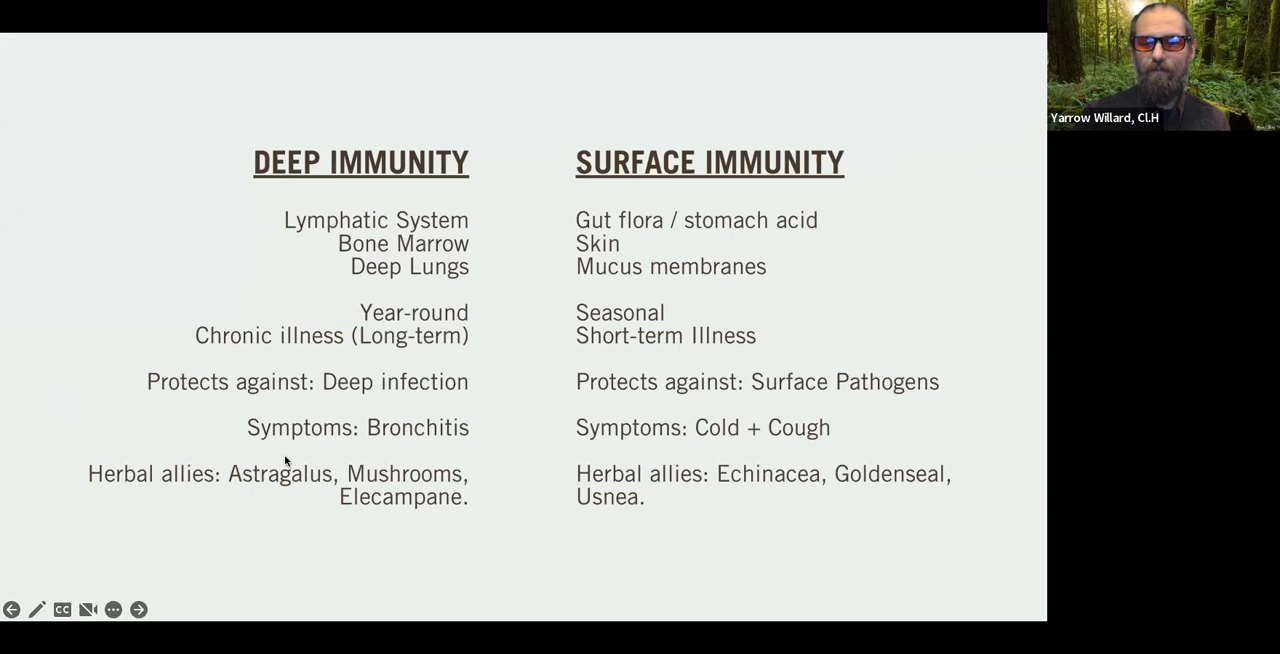 DEEP IMMUNITY
Lymphatic System
Bone Marrow
Deep Lungs
Year-round
Chronic illness (Long-term)
Protects against: Deep infection
Symptoms: Bronchitis
Herbal allies: Astragalus, Mushrooms,
Elecampane.
SURFACE IMMUNITY
Gut flora / stomach acid
Skin
Mucus membranes
Seasonal
Short-term Illness
Protects against: Surface Pathogens
Symptoms: Cold + Cough
Herbal allies: Echinacea, Goldenseal,
Usnea.
Yarrow Willard, Cl.H
CC